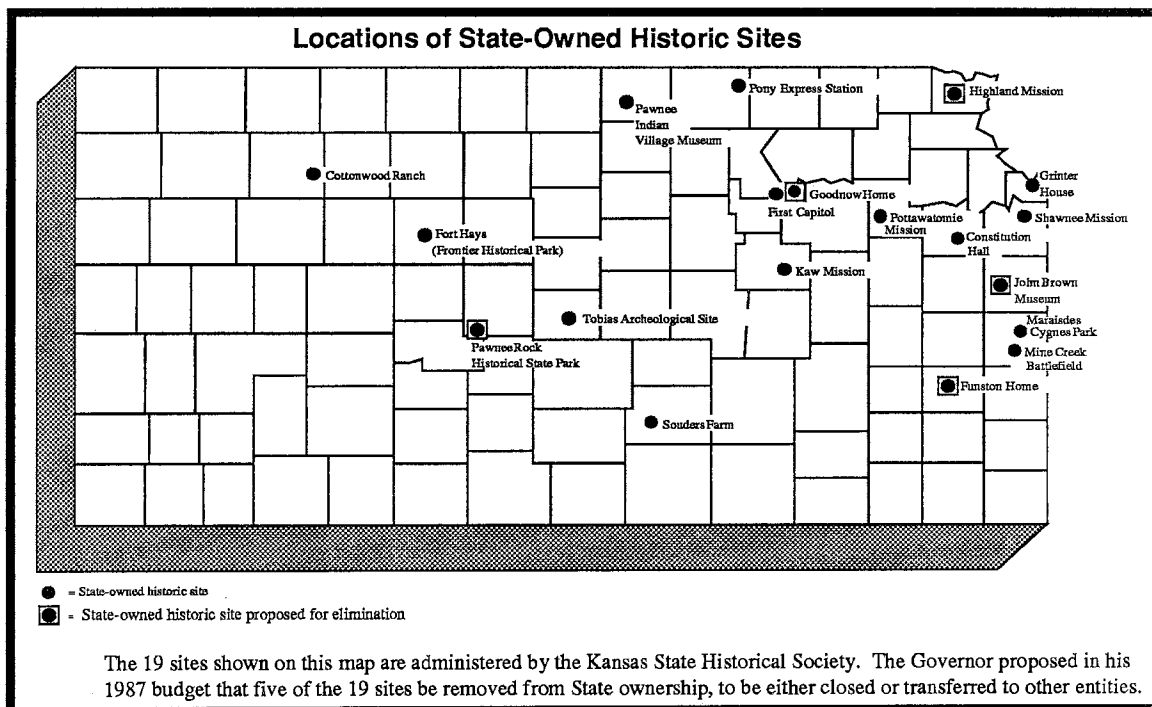 Locations of State-Owned Historic Sites
Pony Express Station
Highland Mission
Pawnee
Indian
Village Museum
Cottonwood Ranch
Grinter
House
Goodnow Home
First Capitol
Pottawatomie
Mission
Shawnee Mission
Constitution
Hall
Fort Haya
(Frontier Historical Park)
Kaw Mission
John Brown
Museum
Tobias Archeological Site
Maraisdes
Cygnes Park
Pawnee Rock
Historical State Park
Mine Creek
Battlefield
Funston Home
Souders Farm
= State-owned historic site
= State-owned historic site proposed for elimination
The 19 sites shown on this map are administered by the Kansas State Historical Society. The Governor proposed in his
1987 budget that five of the 19 sites be removed from State ownership, to be either closed or transferred to other entities.